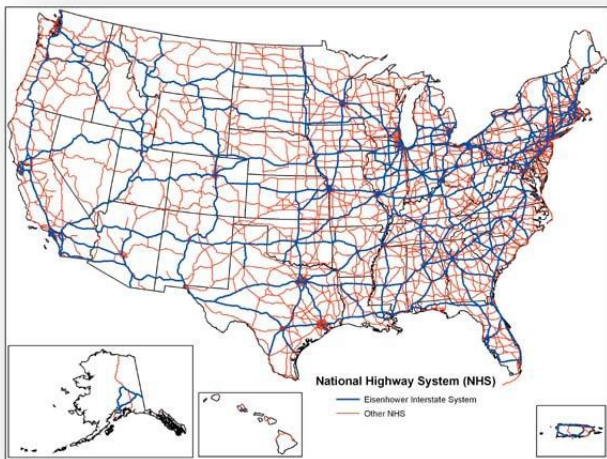 National Highway System (NHS)
Eisenhower Interstate System
Other NHS